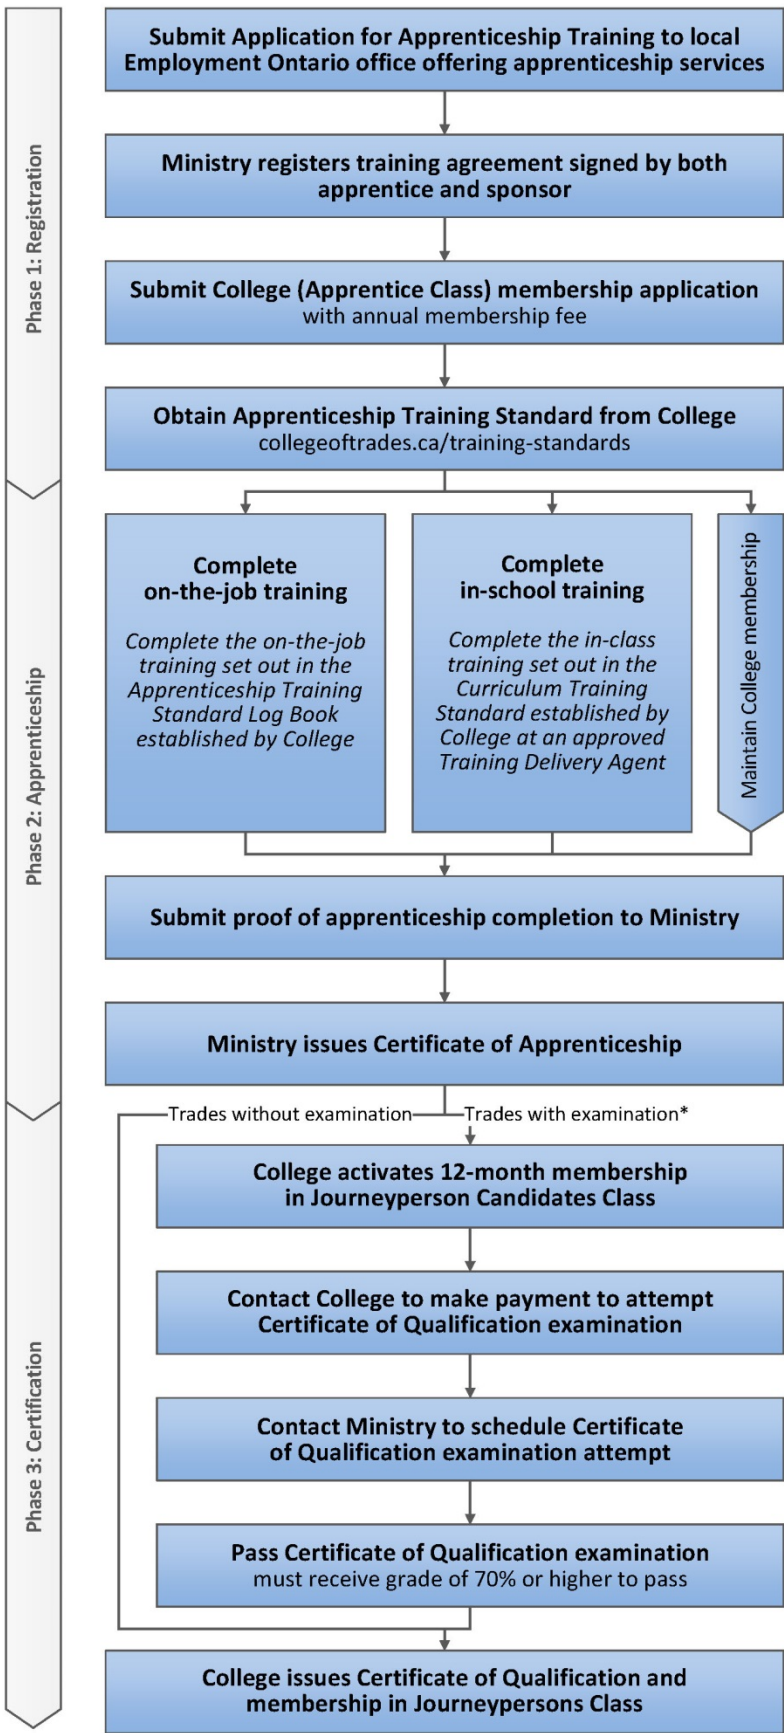 Phase 1: Registration
Submit Application for Apprenticeship Training to local
Employment Ontario office offering apprenticeship services
Ministry registers training agreement signed by both
apprentice and sponsor
Submit College (Apprentice Class) membership application
with annual membership fee
Obtain Apprenticeship Training Standard from College
collegeoftrades.ca/training-standards
Phase 2: Apprenticeship
Complete
on-the-job training
Complete the on-the-job
training set out in the
Apprenticeship Training
Standard Log Book
established by College
Complete
in-school training
Complete the in-class
training set out in the
Curriculum Training
Standard established by
College at an approved
Training Delivery Agent
Maintain College membership
Submit proof of apprenticeship completion to Ministry
Ministry issues Certificate of Apprenticeship
Phase 3: Certification
Trades without examination
Trades with examination*
College activates 12-month membership
in Journeyperson Candidates Class
Contact College to make payment to attempt
Certificate of Qualification examination
Contact Ministry to schedule Certificate
of Qualification examination attempt
Pass Certificate of Qualification examination
must receive grade of 70% or higher to pass
College issues Certificate of Qualification and
membership in Journeypersons Class